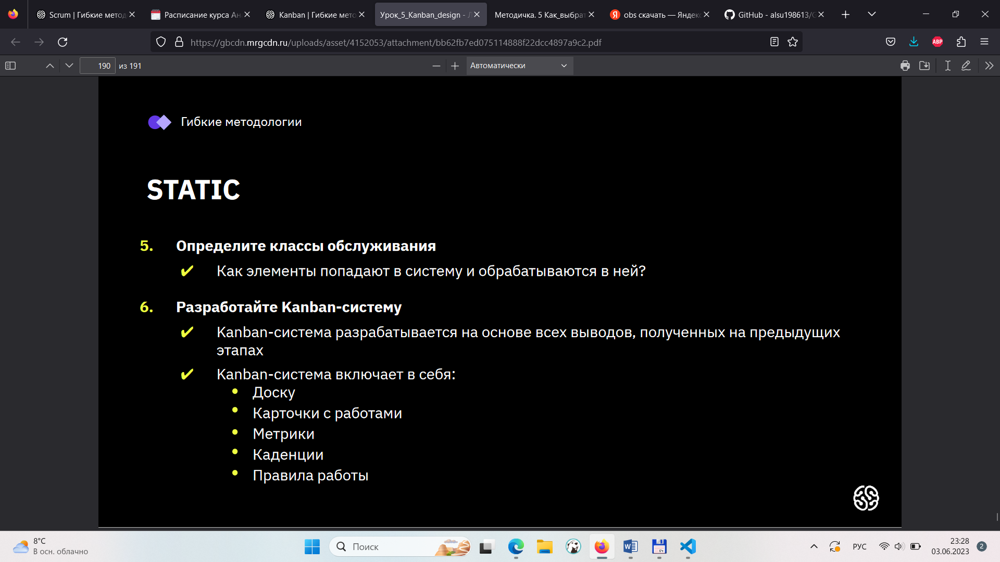 Scrum | Гибкие метод
Расписание курса Ан
Kanban | Гибкие мето
Урок_5_Kanban_design -
Методичка. 5 Как_выбрат
obs скачать — Яндекс
GitHub - alsu198613/G
https://gbcdn.mrgcdn.ru/uploads/asset/4152053/attachment/bb62fb7ed075114888f22dcc4897a9c2.pdf
ABP
190 из 191
Автоматически
Гибкие методологии
STATIC
5. Определите классы обслуживания
✔ Как элементы попадают в систему и обрабатываются в ней?
6. Разработайте Kanban-систему
✔ Kanban-система разрабатывается на основе всех выводов, полученных на предыдущих
этапах
✔ Kanban-система включает в себя:
• Доску
• Карточки с работами
• Метрики
• Каденции
• Правила работы
8°C
В осн. облачно
Поиск
РУС
23:28
03.06.2023
2